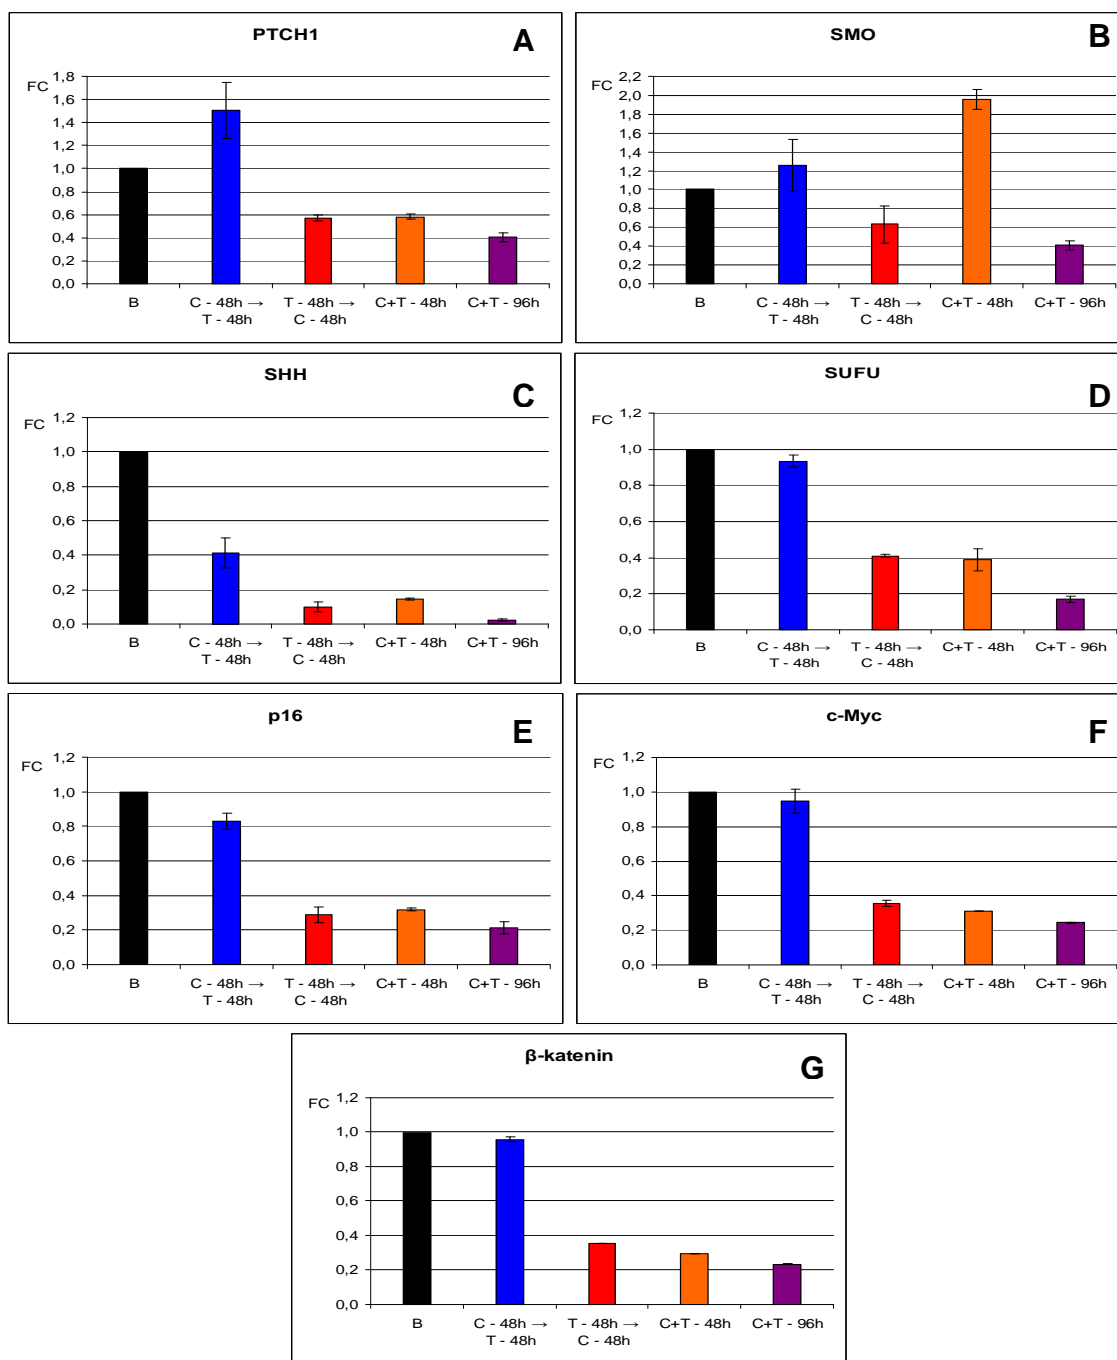 PTCH1
A
FC
1,8
1,6
1,4
1,2
1,0
0,8
0,6
0,4
0,2
0,0
B
C - 48h →
T - 48h
T - 48h →
C - 48h
C+T - 48h
C+T - 96h
SMO
B
FC
2,2
2,0
1,8
1,6
1,4
1,2
1,0
0,8
0,6
0,4
0,2
0,0
B
C - 48h →
T - 48h
T - 48h →
C - 48h
C+T - 48h
C+T - 96h
SHH
C
FC
1,2
1,0
0,8
0,6
0,4
0,2
0,0
B
C - 48h →
T - 48h
T - 48h →
C - 48h
C+T - 48h
C+T - 96h
SUFU
D
FC
1,2
1,0
0,8
0,6
0,4
0,2
0,0
B
C - 48h →
T - 48h
T - 48h →
C - 48h
C+T - 48h
C+T - 96h
p16
E
FC
1,2
1,0
0,8
0,6
0,4
0,2
0,0
B
C - 48h →
T - 48h
T - 48h →
C - 48h
C+T - 48h
C+T - 96h
c-Myc
F
FC
1,2
1,0
0,8
0,6
0,4
0,2
0,0
B
C - 48h →
T - 48h
T - 48h →
C - 48h
C+T - 48h
C+T - 96h
β-katenin
G
FC
1,2
1,0
0,8
0,6
0,4
0,2
0,0
B
C - 48h →
T - 48h
T - 48h →
C - 48h
C+T - 48h
C+T - 96h